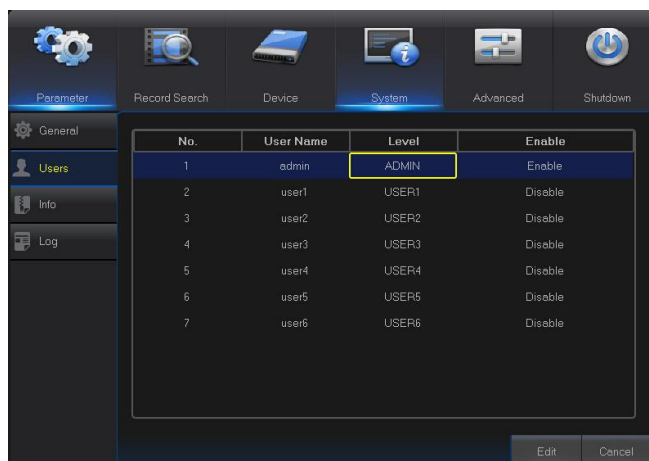 Parameter Record Search Device System Advanced Shutdown
General
Users
Info
Log
No. User Name Level Enable
1 admin ADMIN Enable
2 user1 USER1 Disable
3 user2 USER2 Disable
4 user3 USER3 Disable
5 user4 USER4 Disable
6 user5 USER5 Disable
7 user6 USER6 Disable
Edit Cancel